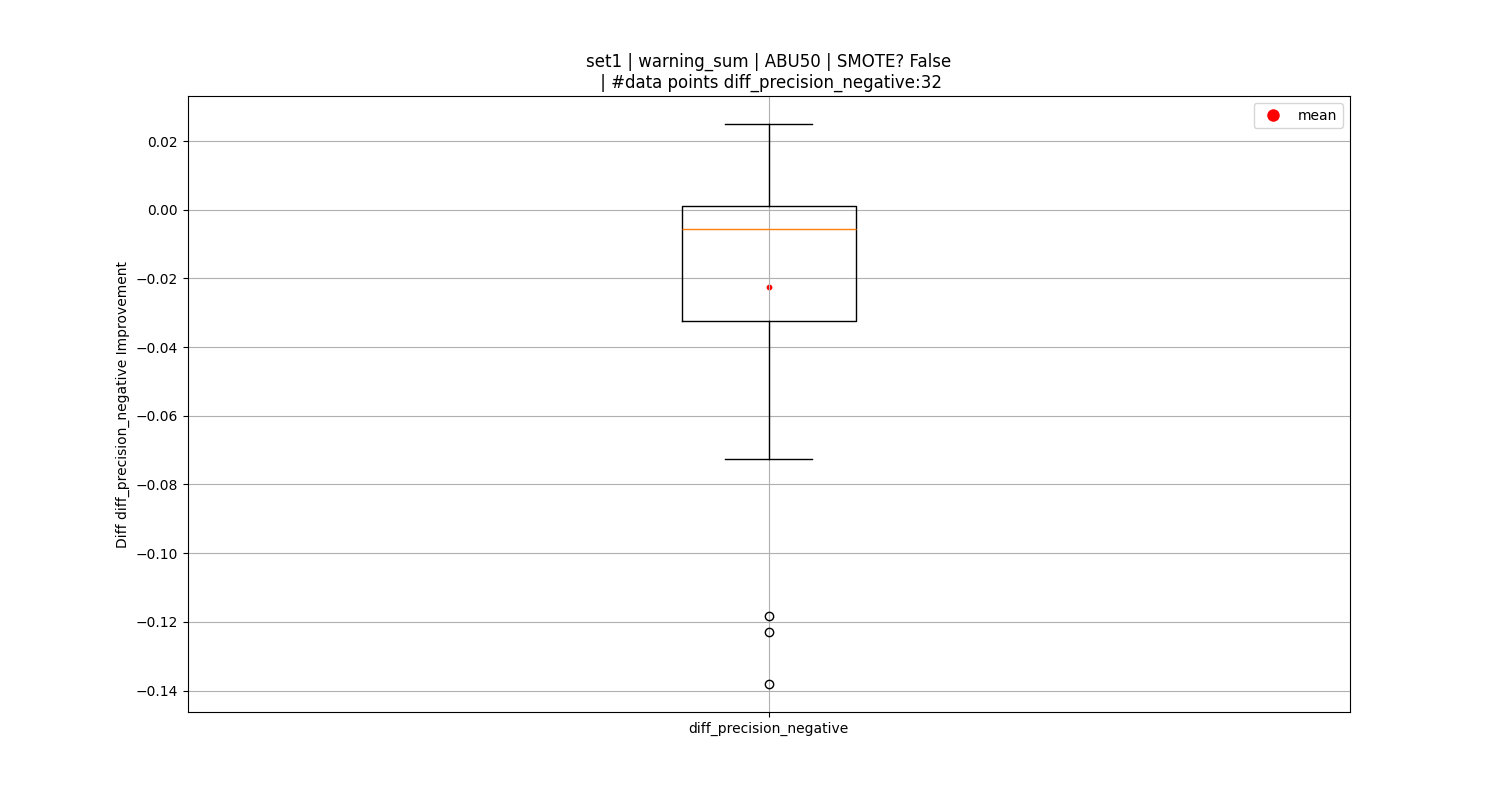 set1 | warning_sum | ABU50 | SMOTE? False
| #data points diff_precision_negative:32
mean
0.02
0.00
−0.02
−0.04
−0.06
−0.08
−0.10
−0.12
−0.14
Diff diff_precision_negative Improvement
diff_precision_negative